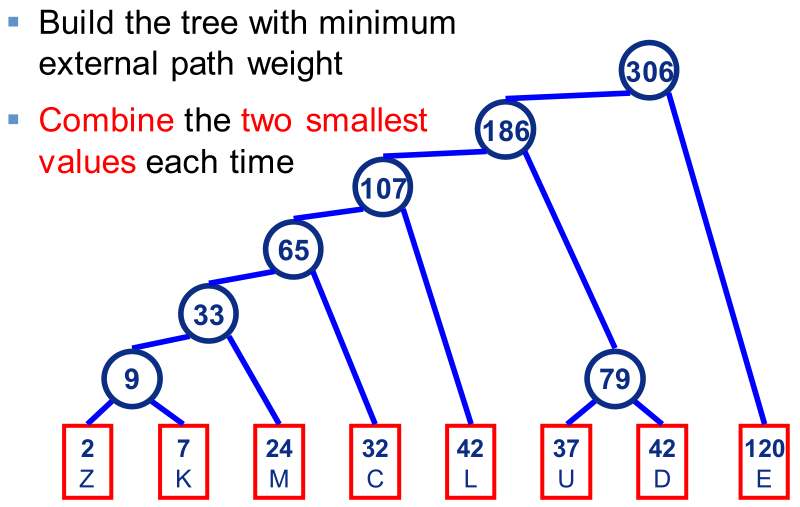 Build the tree with minimum
external path weight
Combine the two smallest
values each time
306
186
107
65
33
9
79
2
Z
7
K
24
M
32
C
42
L
37
U
42
D
120
E